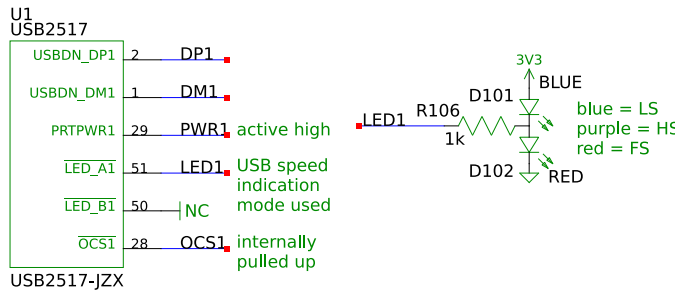 U1
USB2517
USBDN_DP1 2 DP1
USBDN_DM1 1 DM1
PRTPWR1 29 PWR1 active high
LED_A1 51 LED1 USB speed
indication
mode used
LED_B1 50 NC
OCS1 28 OCS1 internally
pulled up
USB2517-JZX
3V3
BLUE
D101
LED1 R106
1k
D102
RED
blue = LS
purple = HS
red = FS